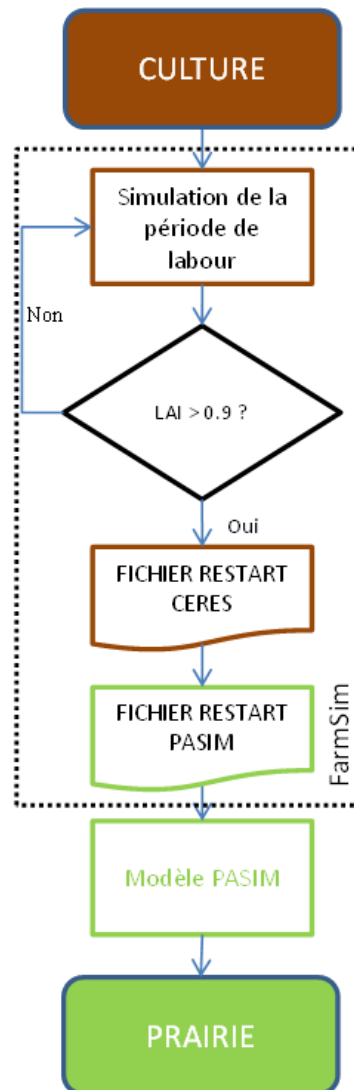 CULTURE
Simulation de la
période de
labour
Non
LAI > 0.9 ?
Oui
FICHIER RESTART
CERES
FICHIER RESTART
PASIM
FarmSim
Modèle PASIM
PRAIRIE